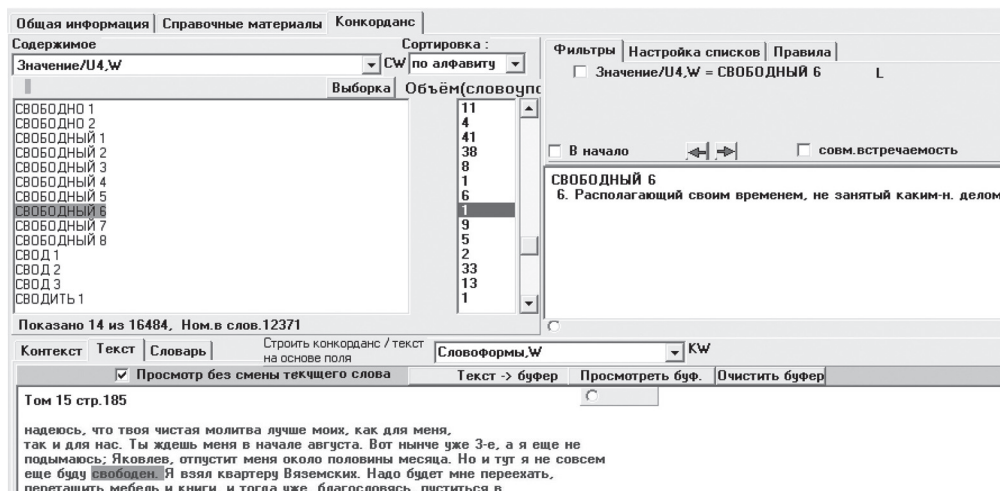 Общая информация Справочные материалы Конкорданс
Содержимое Сортировка :
Значение/U4,W CW по алфавиту
Выборка Объём(словоупо
СВОБОДНО 1 11
СВОБОДНО 2 4
СВОБОДНЫЙ 1 41
СВОБОДНЫЙ 2 38
СВОБОДНЫЙ 3 8
СВОБОДНЫЙ 4 1
СВОБОДНЫЙ 5 6
СВОБОДНЫЙ 6 1
СВОБОДНЫЙ 7 9
СВОБОДНЫЙ 8 5
СВОД 1 2
СВОД 2 33
СВОД 3 13
СВОДИТЬ 1 1
Показано 14 из 16484, Ном.в слов.12371
Фильтры Настройка списков Правила
Значение/U4,W = СВОБОДНЫЙ 6 L
В начало совм.встречаемость
СВОБОДНЫЙ 6
6. Располагающий своим временем, не занятый каким-н. делом
Контекст Текст Словарь Строить конкорданс / текст
на основе поля Словоформы,W KW
Просмотр без смены текущего слова Текст -> буфер Просмотреть буф. Очистить буфер
Том 15 стр.185
надеюсь, что твоя чистая молитва лучше моих, как для меня,
так и для нас. Ты ждешь меня в начале августа. Вот нынче уже 3-е, а я еще не
подымаюсь; Яковлев, отпустит меня около половины месяца. Но и тут я не совсем
еще буду свободен. Я взял квартеру Вяземских. Надо будет мне переехать,
перетащить мебель и книги, и тогда уже, благословясь, пуститься в